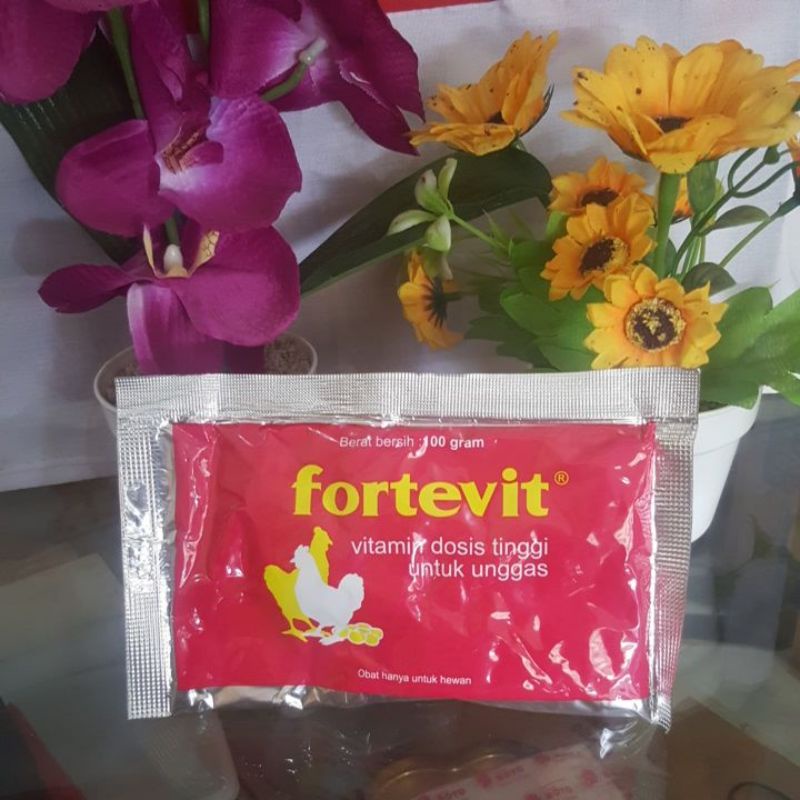 Berat bersih :100 gram
fortevit®
vitamin dosis tinggi
untuk unggas
Obat hanya untuk hewan